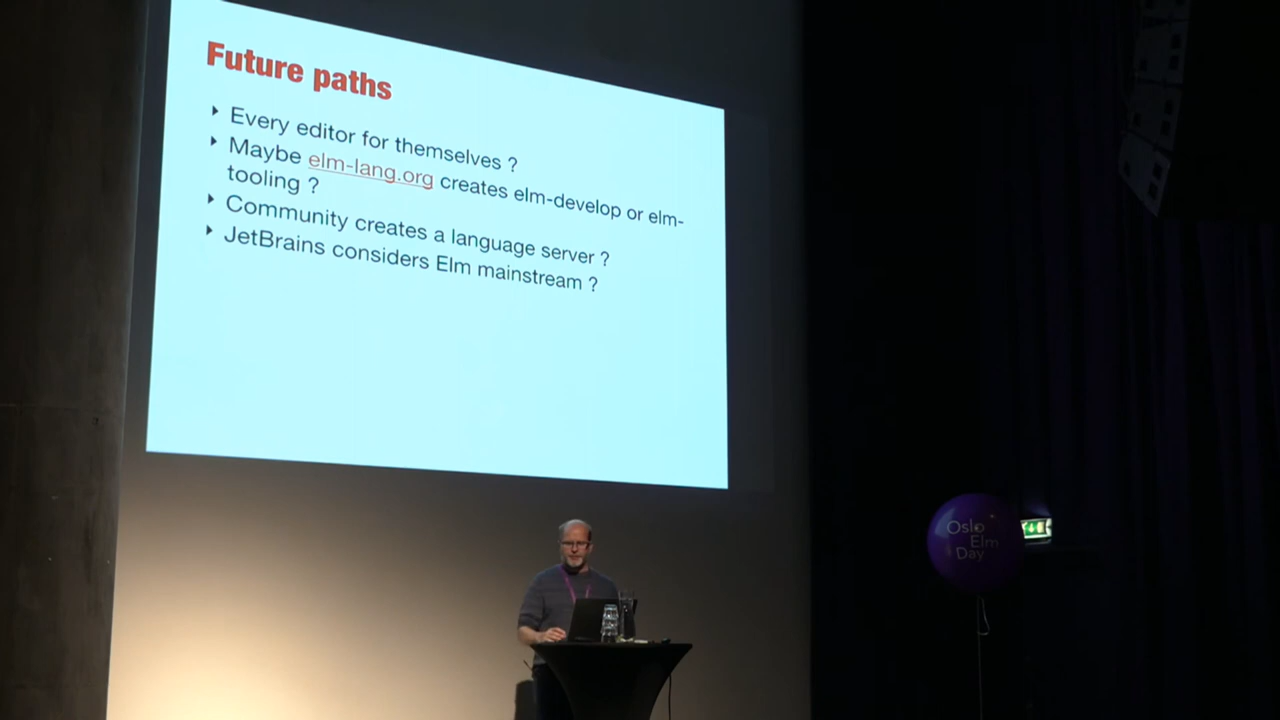 Future paths
Every editor for themselves ?
Maybe elm-lang.org creates elm-develop or elm-
tooling ?
Community creates a language server ?
JetBrains considers Elm mainstream ?
Oslo
Elm
Day